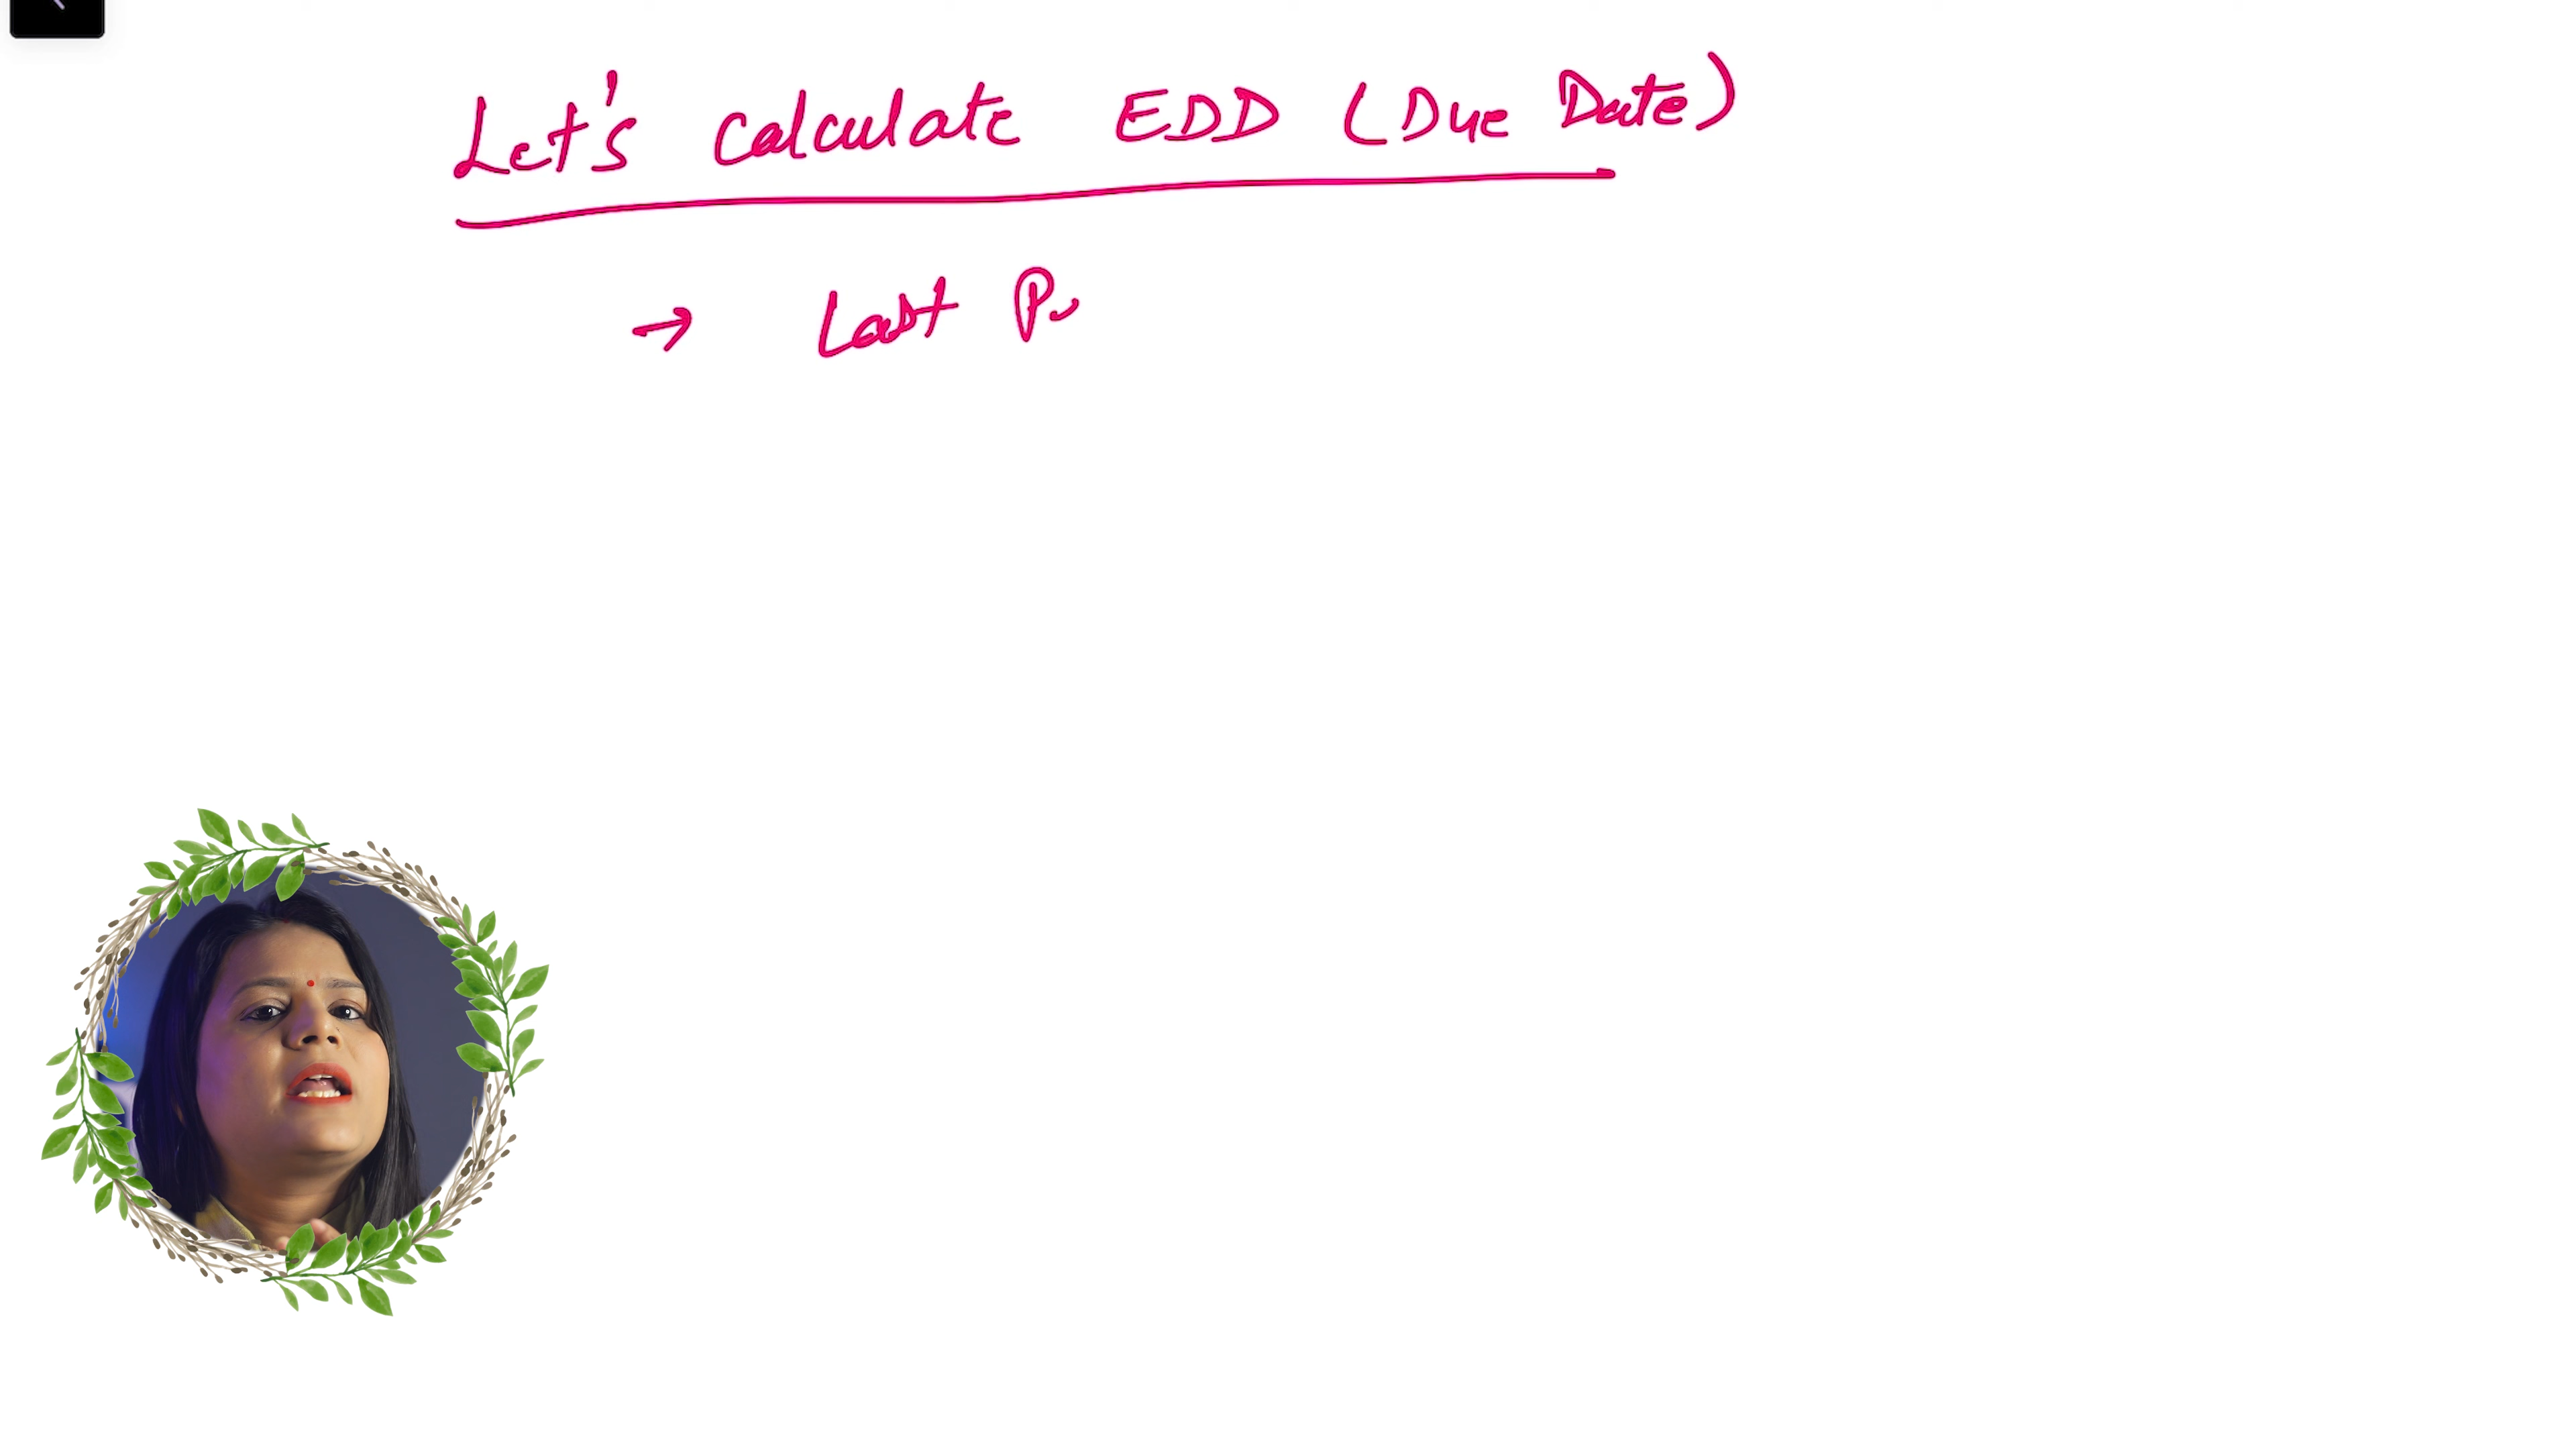 Let's calculate EDD (Due Date)
→ Last